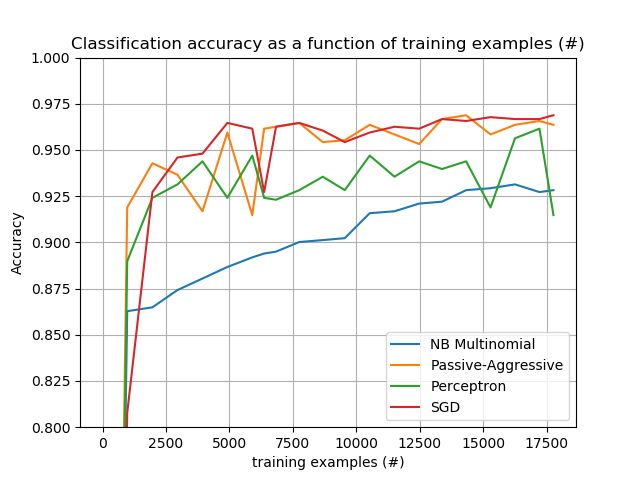 Classification accuracy as a function of training examples (#)
1.000
0.975
0.950
0.925
0.900
0.875
0.850
0.825
0.800
Accuracy
NB Multinomial
Passive-Aggressive
Perceptron
SGD
0 2500 5000 7500 10000 12500 15000 17500
training examples (#)